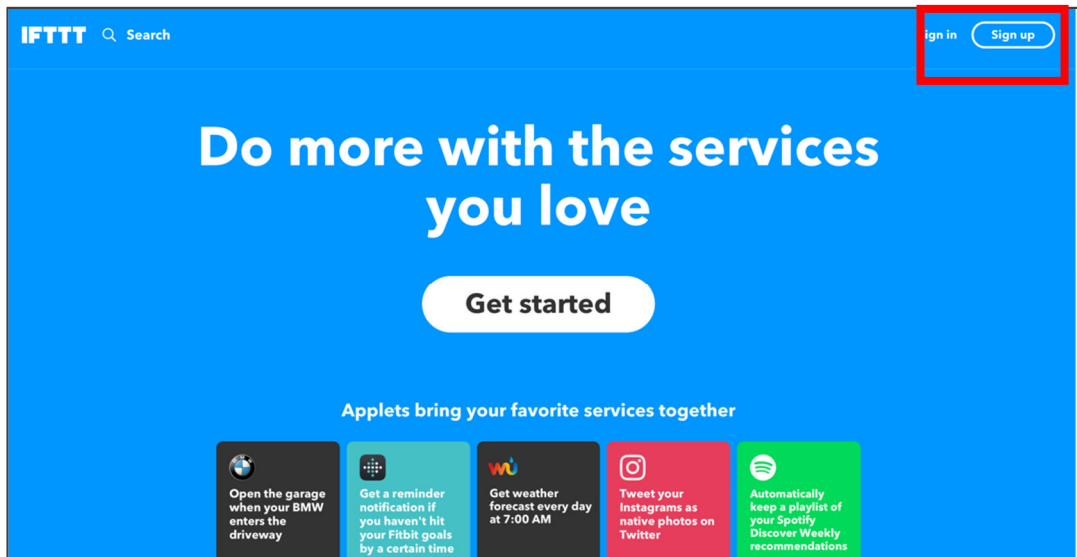 IFTTT Search ign in Sign up
Do more with the services
you love
Get started
Applets bring your favorite services together
Open the garage
when your BMW
enters the
driveway
Get a reminder
notification if
you haven't hit
your Fitbit goals
by a certain time
Get weather
forecast every day
at 7:00 AM
Tweet your
Instagrams as
native photos on
Twitter
Automatically
keep a playlist of
your Spotify
Discover Weekly
recommendations